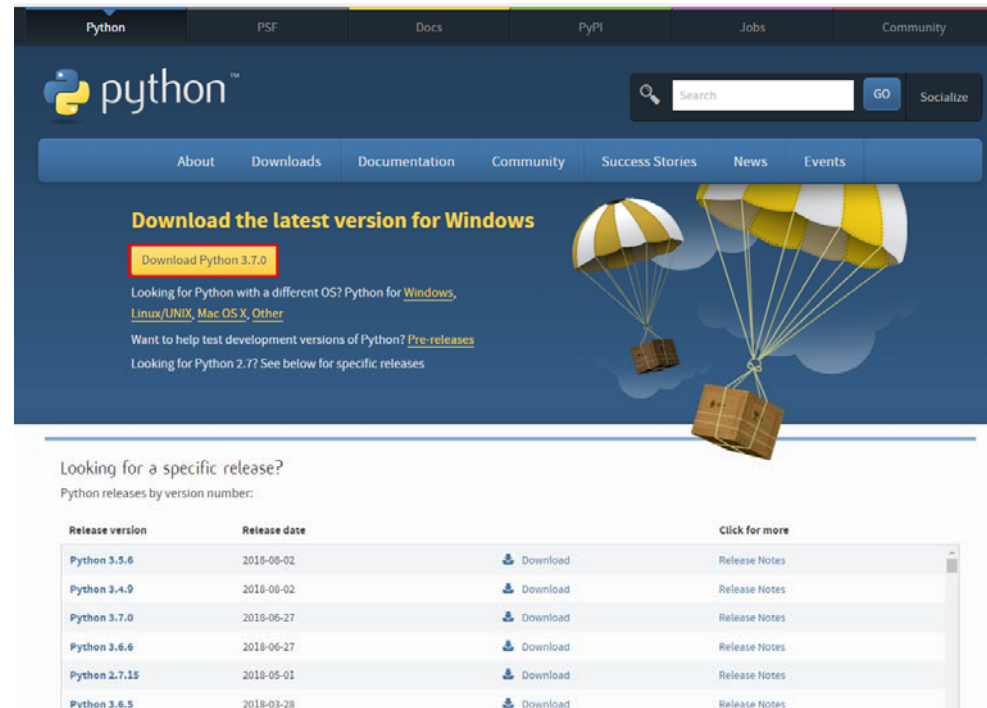 Python PSF Docs PyPI Jobs Community
python™
Search GO Socialize
About Downloads Documentation Community Success Stories News Events
Download the latest version for Windows
Download Python 3.7.0
Looking for Python with a different OS? Python for Windows,
Linux/UNIX, Mac OS X, Other
Want to help test development versions of Python? Pre-releases
Looking for Python 2.7? See below for specific releases
Looking for a specific release?
Python releases by version number:
Release version Release date Click for more
Python 3.5.6 2018-08-02 Download Release Notes
Python 3.4.9 2018-08-02 Download Release Notes
Python 3.7.0 2018-06-27 Download Release Notes
Python 3.6.6 2018-06-27 Download Release Notes
Python 2.7.15 2018-05-01 Download Release Notes
Python 3.6.5 2018-03-28 Download Release Notes